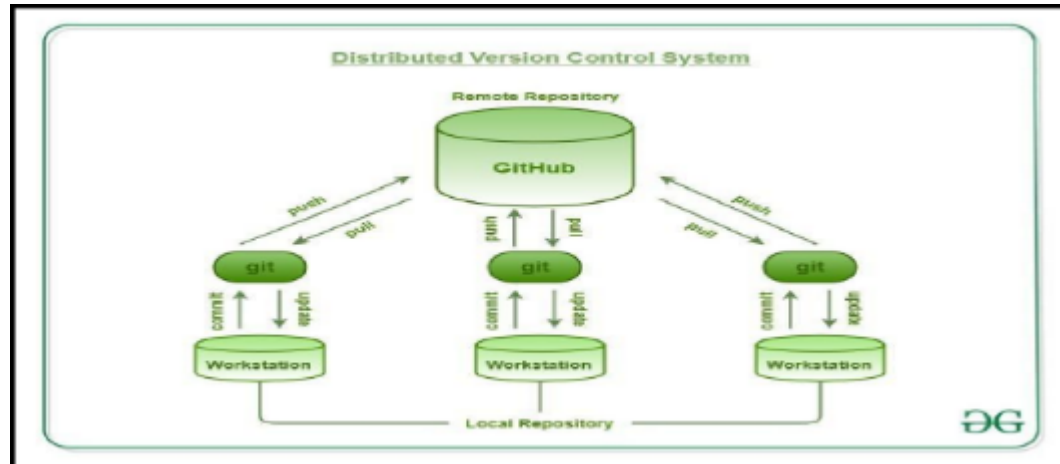 Distributed Version Control System
Remote Repository
GitHub
push
pull
push
pull
push
pull
git
git
git
commit
update
commit
update
commit
update
Workstation
Workstation
Workstation
Local Repository